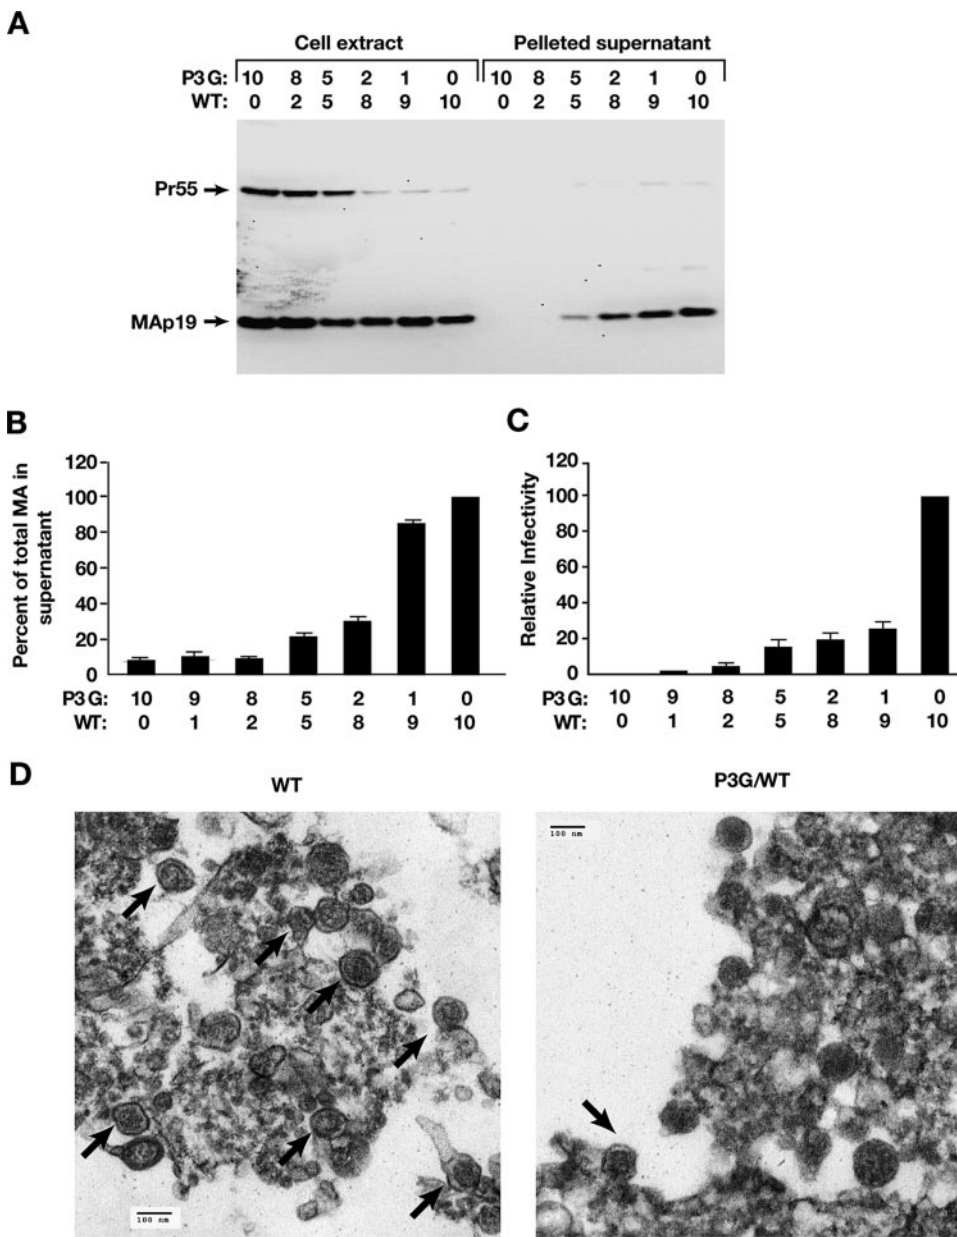 A
Cell extract Pelleted supernatant
P3G: 10 8 5 2 1 0 10 8 5 2 1 0
WT: 0 2 5 8 9 10 0 2 5 8 9 10
Pr55
MAp19
B
Percent of total MA in
supernatant
120
100
80
60
40
20
0
P3G: 10 9 8 5 2 1 0
WT: 0 1 2 5 8 9 10
C
Relative Infectivity
120
100
80
60
40
20
0
P3G: 10 9 8 5 2 1 0
WT: 0 1 2 5 8 9 10
D
WT
P3G/WT
100 nm
100 nm